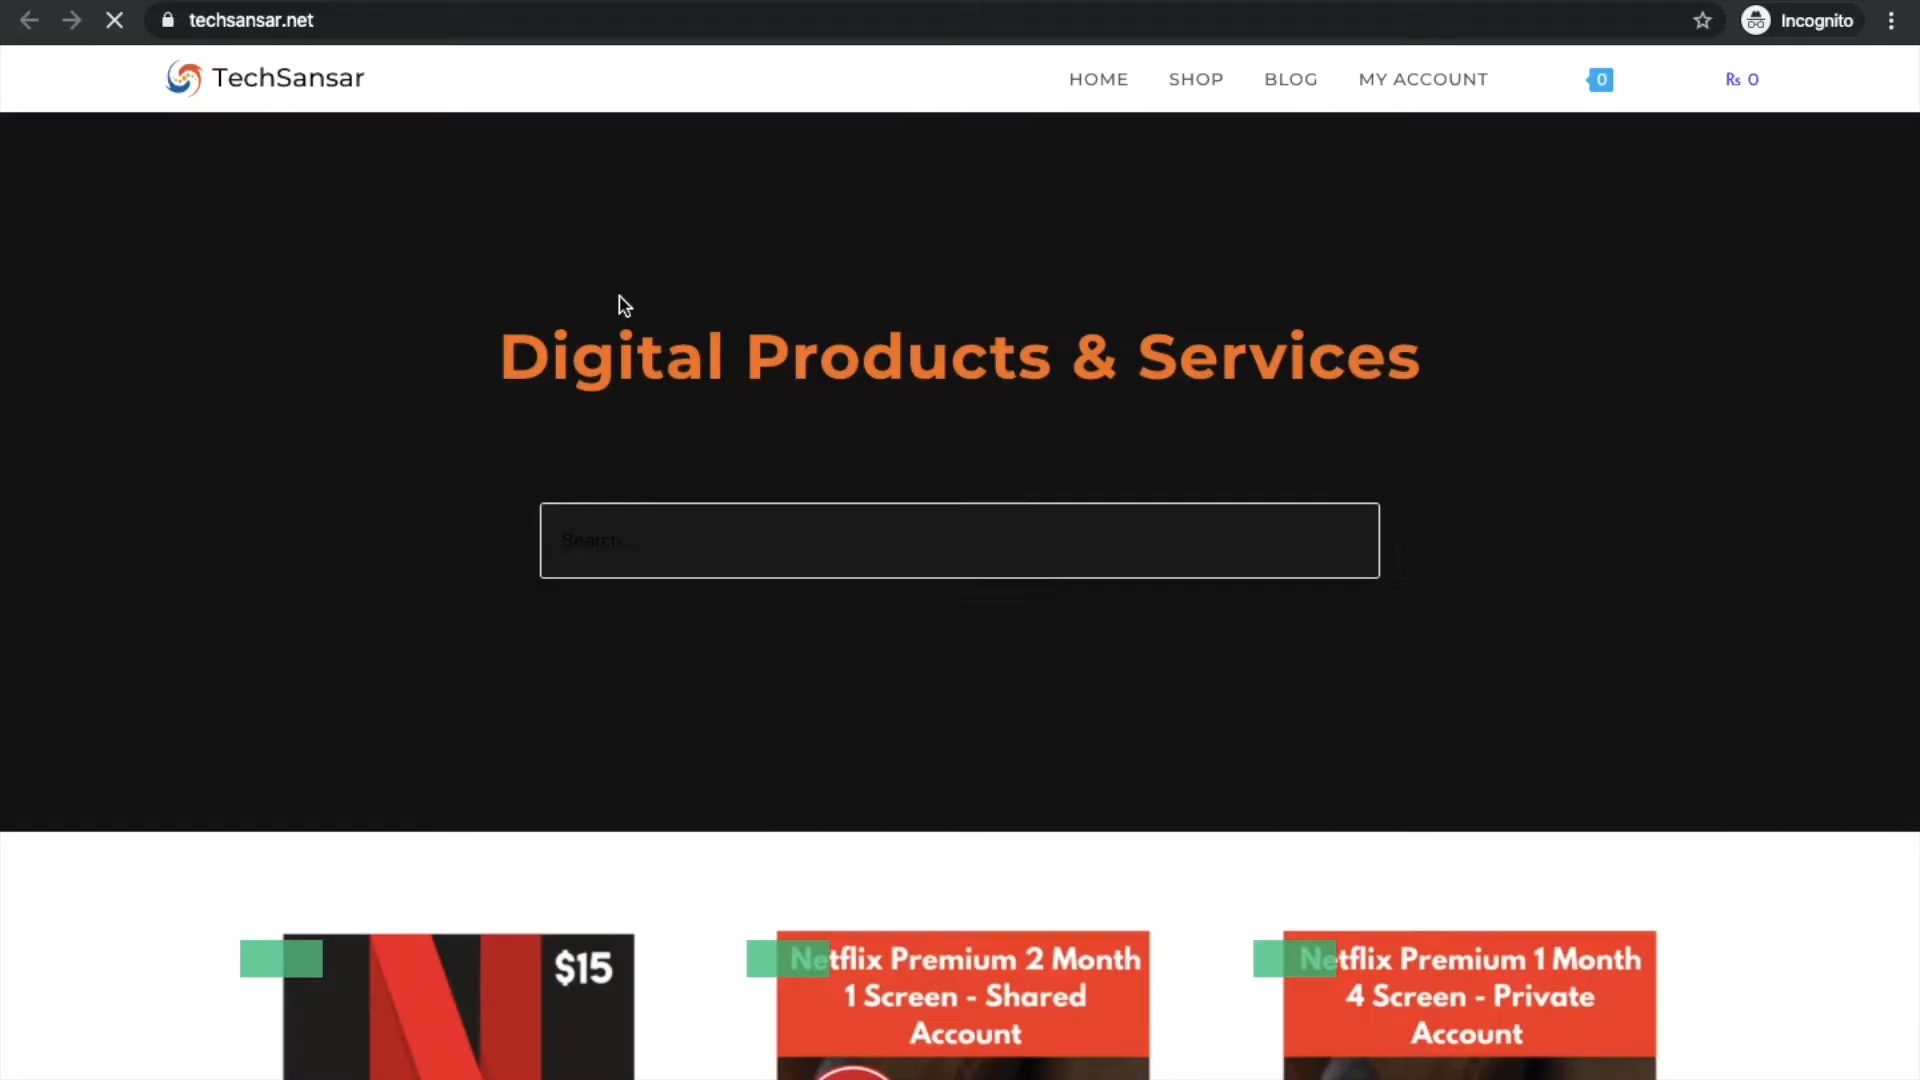 techsansar.net
Incognito
TechSansar
HOME
SHOP
BLOG
MY ACCOUNT
0
Rs 0
Digital Products & Services
Search...
$15
Netflix Premium 2 Month
1 Screen - Shared
Account
Netflix Premium 1 Month
4 Screen - Private
Account